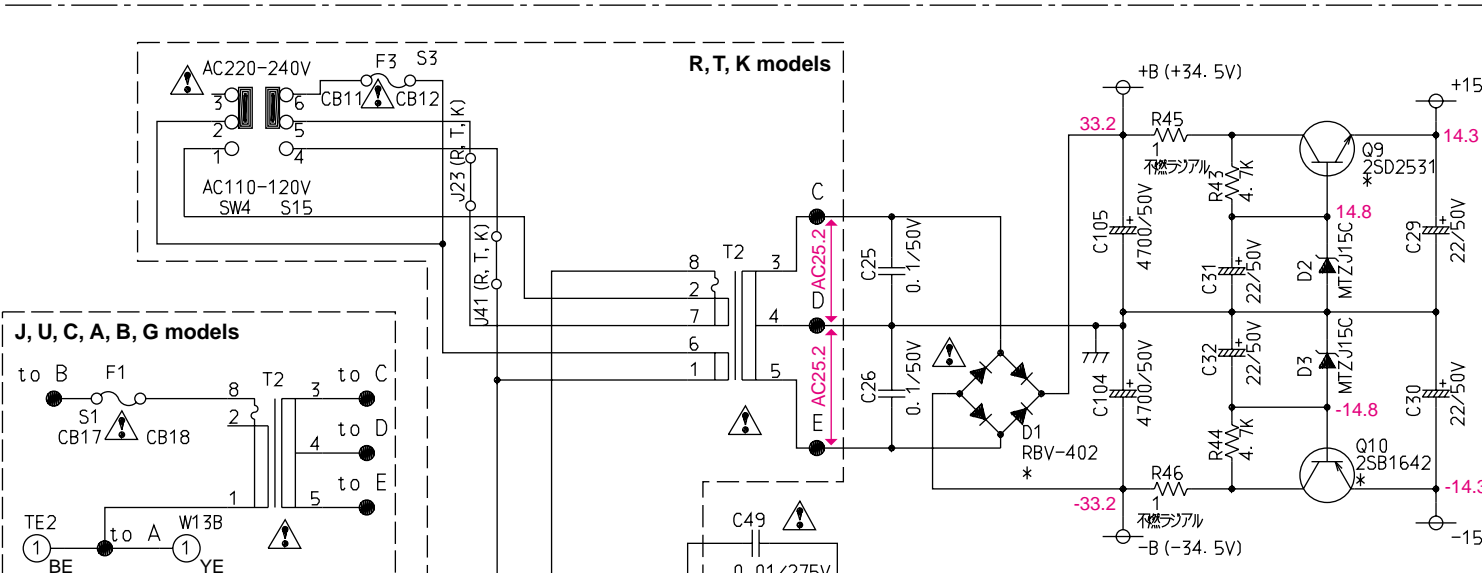 R, T, K models
AC220-240V
F3
S3
CB11
CB12
3
6
2
5
1
4
AC110-120V
SW4
S15
J23 (R, T, K)
J41 (R, T, K)
T2
8
2
7
6
1
3
4
5
C
AC25.2
D
AC25.2
E
C25
0.1/50V
C26
0.1/50V
D1
RBV-402
*
+B (+34.5V)
33.2
R45
1
不燃ラジアル
R43
4.7K
C105
4700/50V
C31
22/50V
D2
MTZJ15C
14.8
Q9
2SD2531
*
+15
14.3
C29
22/50V
C104
4700/50V
C32
22/50V
D3
MTZJ15C
-14.8
C30
22/50V
R44
4.7K
Q10
2SB1642
*
R46
1
不燃ラジアル
-33.2
-14.3
-B (-34.5V)
-15
J, U, C, A, B, G models
to B
F1
S1
CB17
CB18
8
2
1
T2
3
4
5
to C
to D
to E
TE2
1
BE
to A
W13B
1
YE
C49
0.01/275V